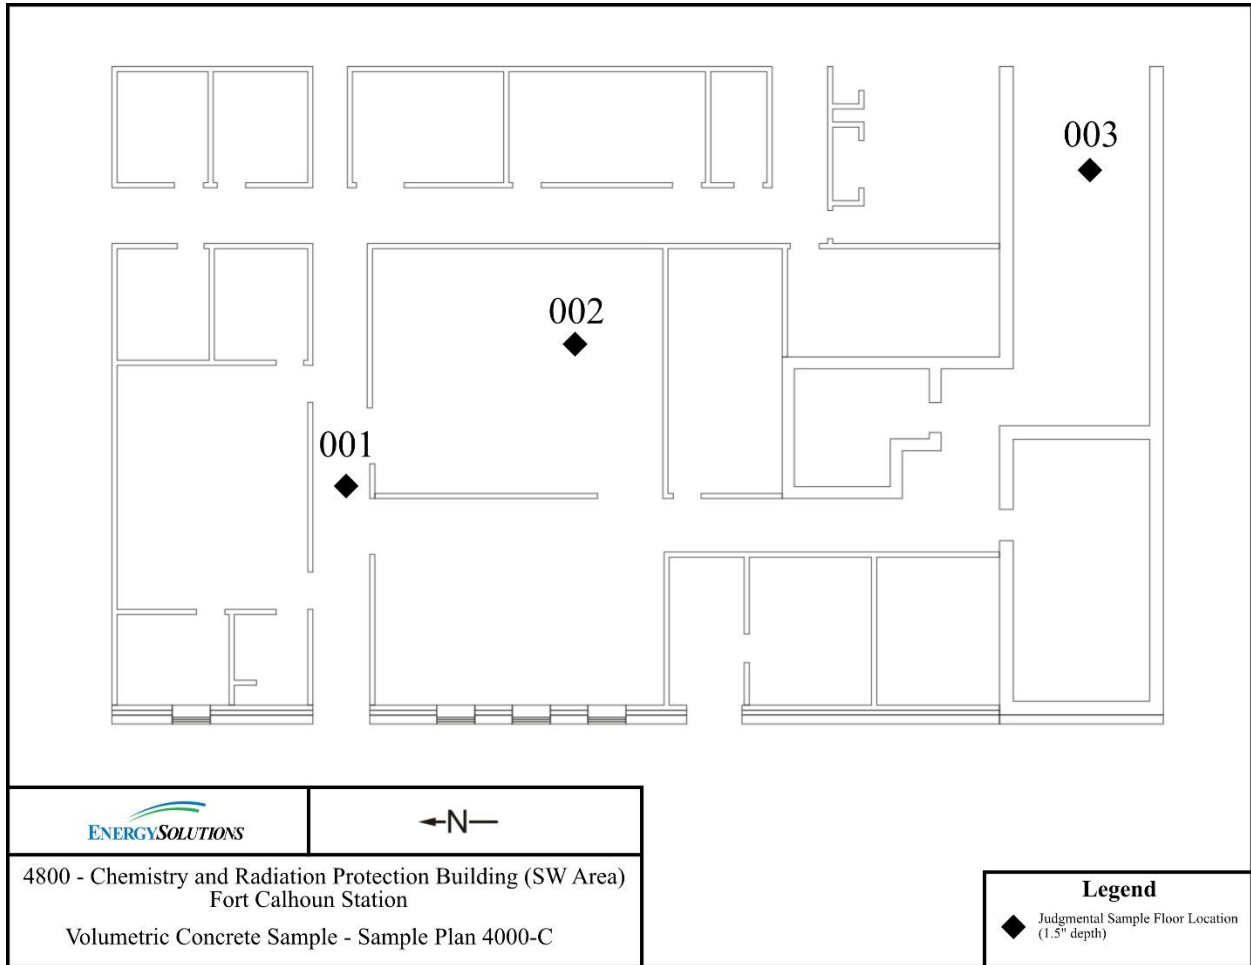 003
002
001
ENERGYSOLUTIONS
N
4800 - Chemistry and Radiation Protection Building (SW Area)
Fort Calhoun Station
Volumetric Concrete Sample - Sample Plan 4000-C
Legend
Judgmental Sample Floor Location
(1.5" depth)